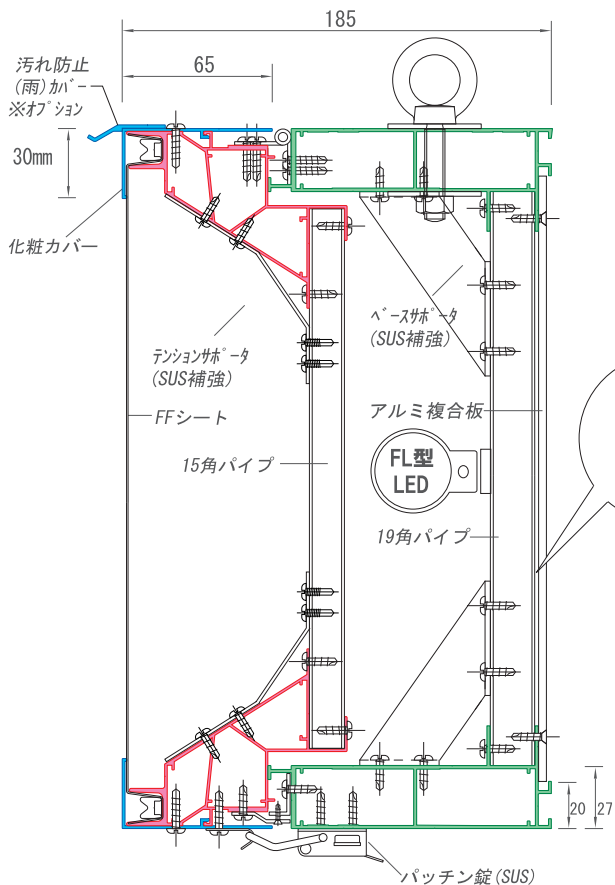 185
65
汚れ防止
(雨)ｶﾊﾞｰ
※ｵﾌﾟｼｮﾝ
30mm
化粧カバー
ﾃﾝｼｮﾝｻﾎﾟｰﾀ
(SUS補強)
ﾍﾞｰｽｻﾎﾟｰﾀ
(SUS補強)
FFシート
アルミ複合板
15角パイプ
FL型
LED
19角パイプ
20
27
パッチン錠(SUS)